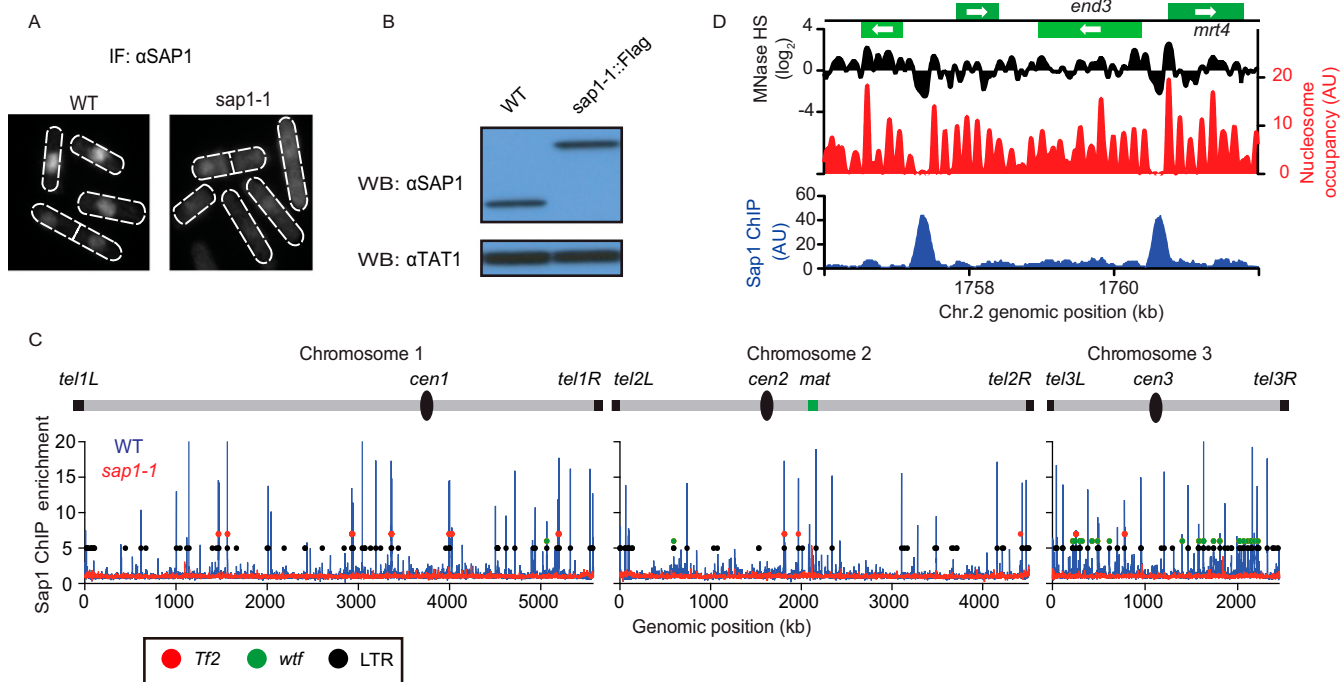 A
IF: αSAP1
WT
sap1-1
B
WT
sap1-1::Flag
WB: αSAP1
WB: αTAT1
D
end3
mrt4
MNase HS
(log2)
4
0
-4
20
10
0
Nucleosome
occupancy (AU)
Sap1 ChIP
(AU)
60
40
20
0
1758
1760
Chr.2 genomic position (kb)
C
Chromosome 1
Chromosome 2
Chromosome 3
tel1L
cen1
tel1R
tel2L
cen2
mat
tel2R
tel3L
cen3
tel3R
Sap1 ChIP enrichment
20
15
10
5
0
WT
sap1-1
0
1000
2000
3000
4000
5000
0
1000
2000
3000
4000
0
1000
2000
Genomic position (kb)
Tf2
wtf
LTR